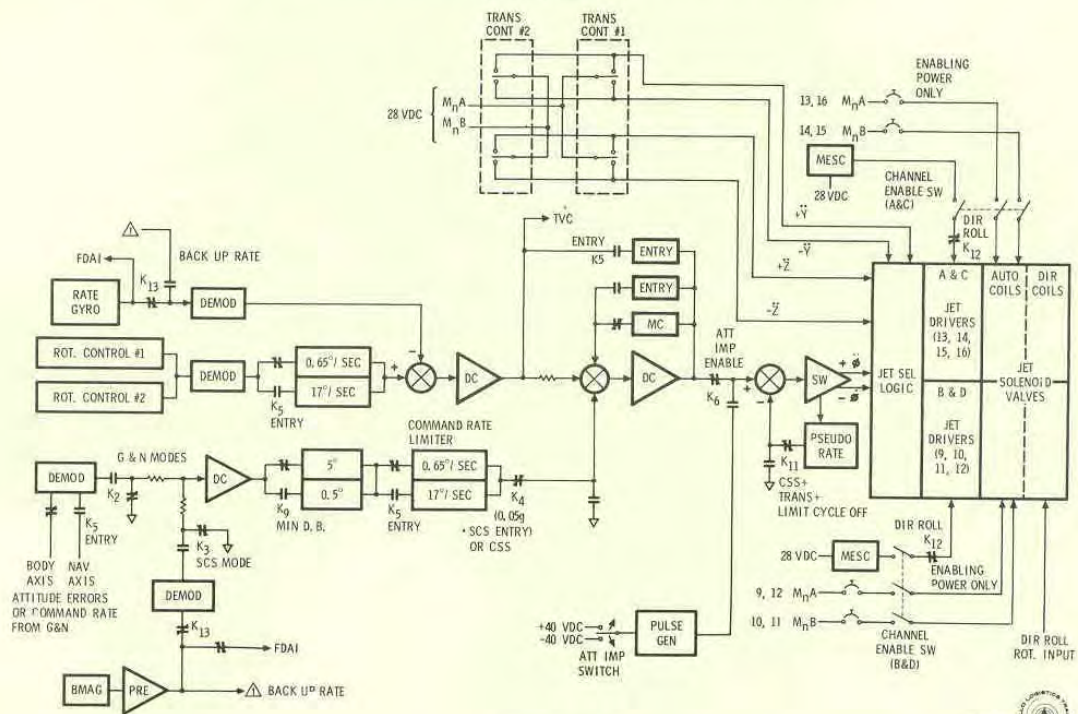 TRANS CONT #2
TRANS CONT #1
28 VDC
MnA
MnB
ENABLING POWER ONLY
13, 16 MnA
14, 15 MnB
MESC
28 VDC
CHANNEL ENABLE SW (A&C)
DIR ROLL
K12
+Ÿ
-Ÿ
+Z̈
-Z̈
TVC
ENTRY
K5
ENTRY
ENTRY
MC
BACK UP RATE
FDAI
K13
RATE GYRO
DEMOD
ROT. CONTROL #1
ROT. CONTROL #2
DEMOD
0.65°/ SEC
17°/ SEC
K5
ENTRY
+
-
DC
DC
ATT IMP ENABLE
K6
+
-
SW
+ ϕ̈
- ϕ̈
PSEUDO RATE
K11
CSS+ TRANS+ LIMIT CYCLE OFF
JET SEL LOGIC
A & C
JET DRIVERS (13, 14, 15, 16)
B & D
JET DRIVERS (9, 10, 11, 12)
AUTO COILS
DIR COILS
JET SOLENOID VALVES
G & N MODES
DEMOD
K2
K5
ENTRY
BODY AXIS
NAV AXIS
ATTITUDE ERRORS OR COMMAND RATE FROM G&N
DC
5°
0.5°
K9
MIN D. B.
COMMAND RATE LIMITER
0.65°/ SEC
17°/ SEC
K5
ENTRY
K4
(0.05g
• SCS ENTRY)
OR CSS
K3
SCS MODE
DEMOD
K13
FDAI
BMAG
PRE
BACK UP RATE
+40 VDC
-40 VDC
ATT IMP SWITCH
PULSE GEN
28 VDC
MESC
DIR ROLL
K12
ENABLING POWER ONLY
9, 12 MnA
10, 11 MnB
CHANNEL ENABLE SW (B&D)
DIR ROLL ROT. INPUT